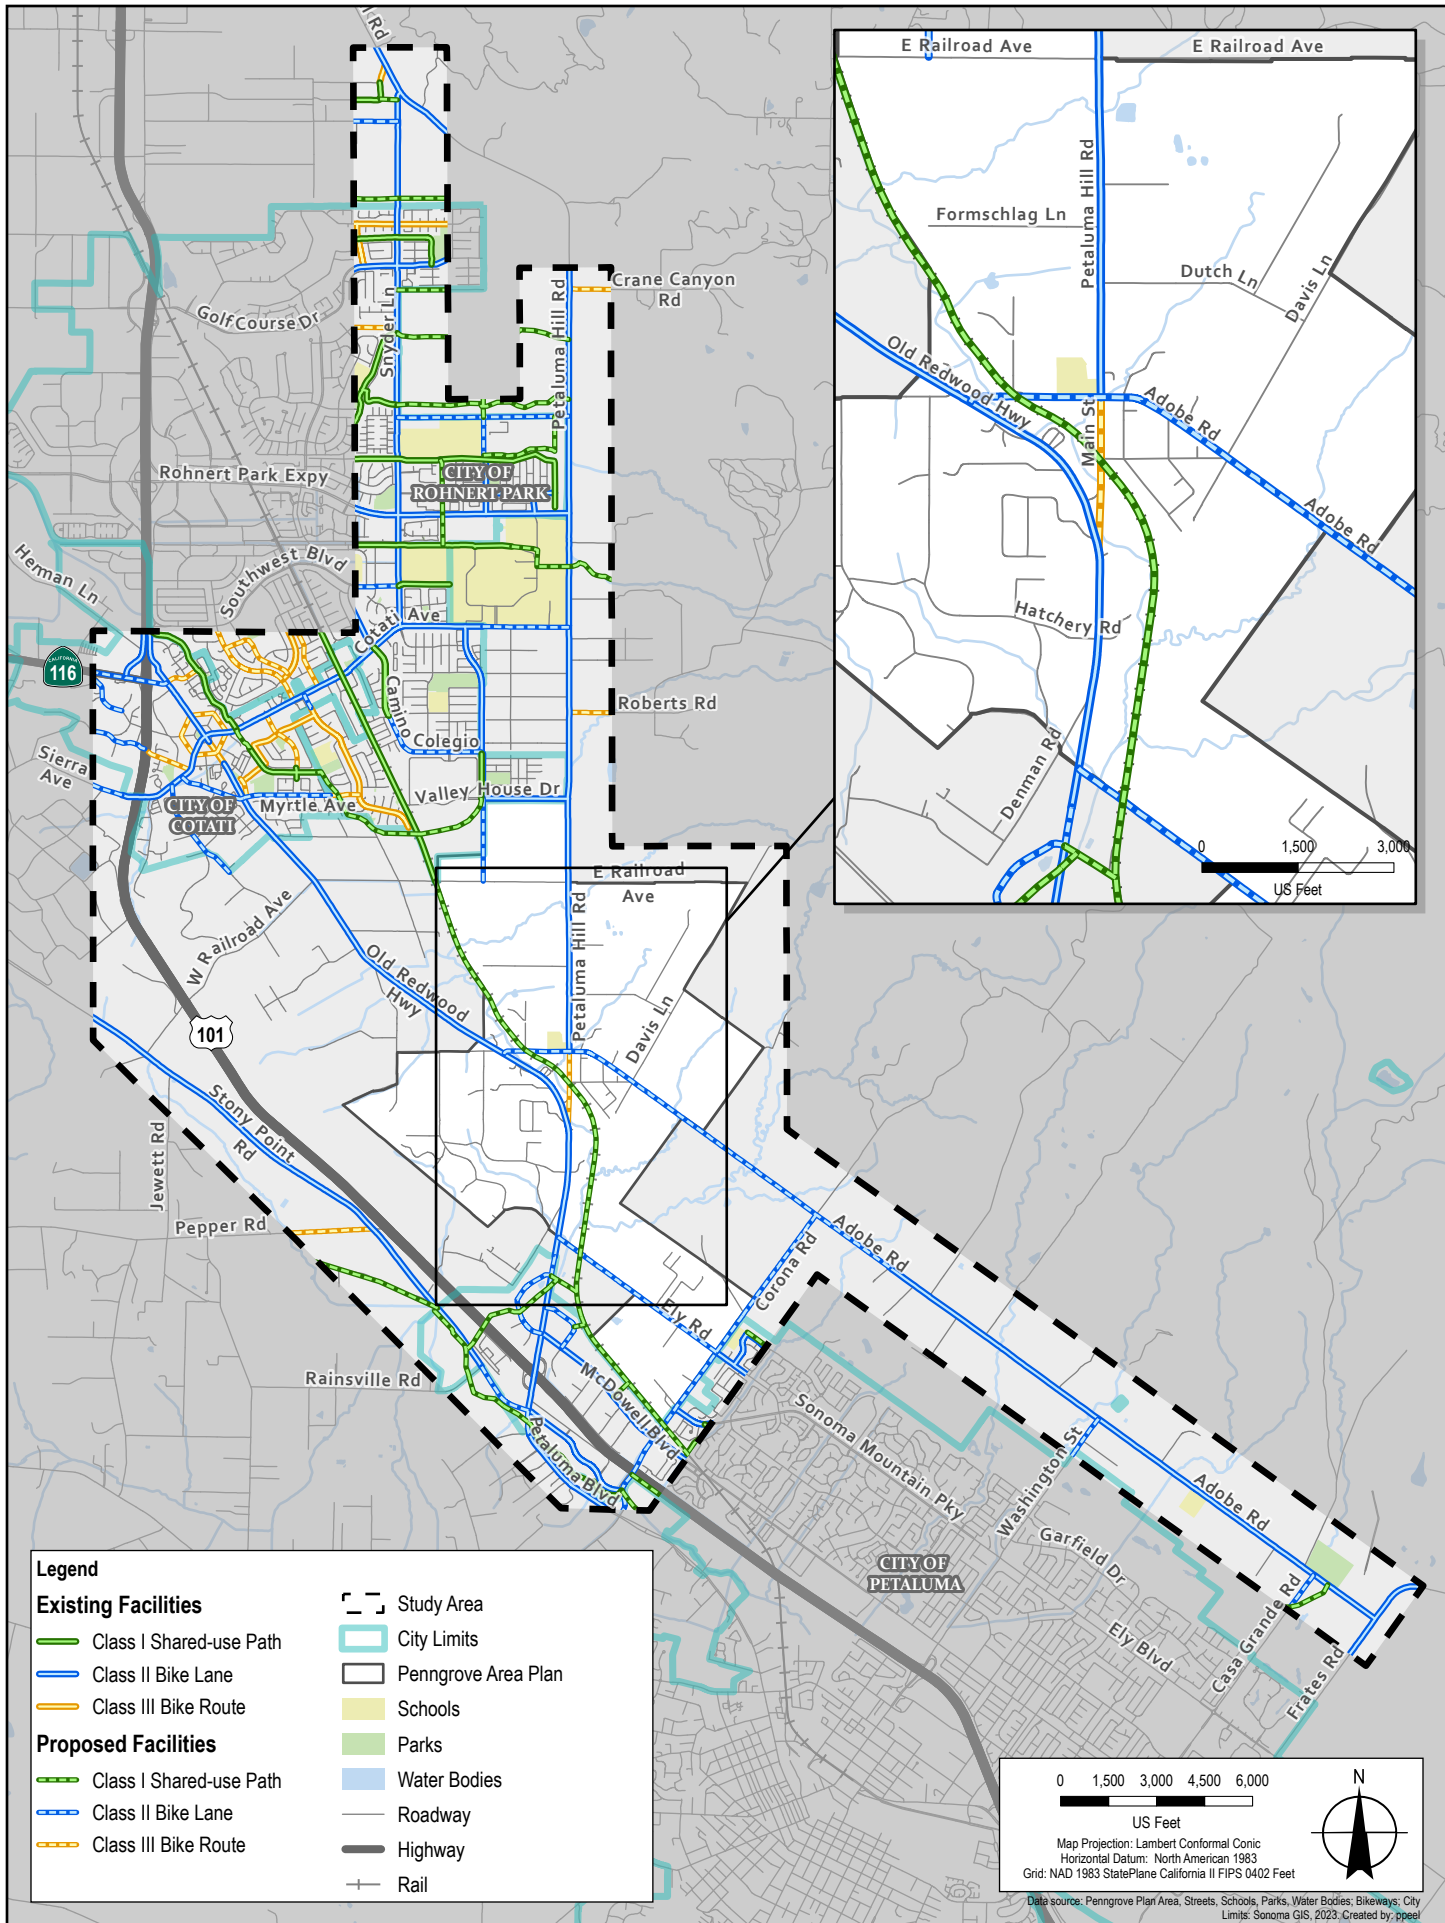 l Rd
E Railroad Ave
E Railroad Ave
Petaluma Hill Rd
Formschlag Ln
Dutch Ln
Davis Ln
Old Redwood Hwy
Main St
Adobe Rd
Adobe Rd
Hatchery Rd
Denman Rd
0 1,500 3,000
US Feet
Crane Canyon
Rd
Golf Course Dr
Snyder Ln
Petaluma Hill Rd
Rohnert Park Expy
CITY OF
ROHNERT PARK
Herman Ln
Southwest Blvd
Cotati Ave
CALIFORNIA
116
Camino
Colegio
Roberts Rd
Sierra
Ave
CITY OF
COTATI
Myrtle Ave
Valley House Dr
E Railroad
Ave
W Railroad Ave
Petaluma Hill Rd
Old Redwood
Hwy
Davis Ln
101
Stony Point
Rd
Jewett Rd
Pepper Rd
Adobe Rd
Corona Rd
Ely Rd
Rainsville Rd
McDowell Blvd
Petaluma Blvd
Sonoma Mountain Pky
Washington St
Adobe Rd
Garfield Dr
CITY OF
PETALUMA
Ely Blvd
Casa Grande Rd
Frates Rd
Legend
Existing Facilities
Class I Shared-use Path
Class II Bike Lane
Class III Bike Route
Proposed Facilities
Class I Shared-use Path
Class II Bike Lane
Class III Bike Route
Study Area
City Limits
Penngrove Area Plan
Schools
Parks
Water Bodies
Roadway
Highway
Rail
0 1,500 3,000 4,500 6,000
US Feet
Map Projection: Lambert Conformal Conic
Horizontal Datum: North American 1983
Grid: NAD 1983 StatePlane California II FIPS 0402 Feet
N
Data source: Penngrove Plan Area, Streets, Schools, Parks, Water Bodies; Bikeways; City
Limits: Sonoma GIS, 2023. Created by: ppeel